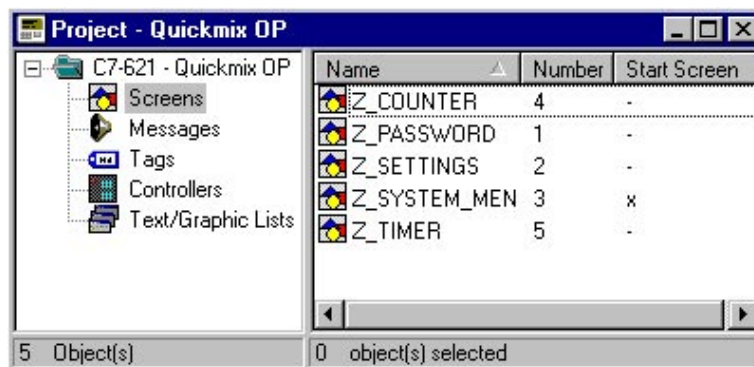 Project - Quickmix OP
C7-621 - Quickmix OP
Screens
Messages
Tags
Controllers
Text/Graphic Lists
Name Number Start Screen
Z_COUNTER 4 -
Z_PASSWORD 1 -
Z_SETTINGS 2 -
Z_SYSTEM_MEN 3 x
Z_TIMER 5 -
5 Object(s)
0 object(s) selected